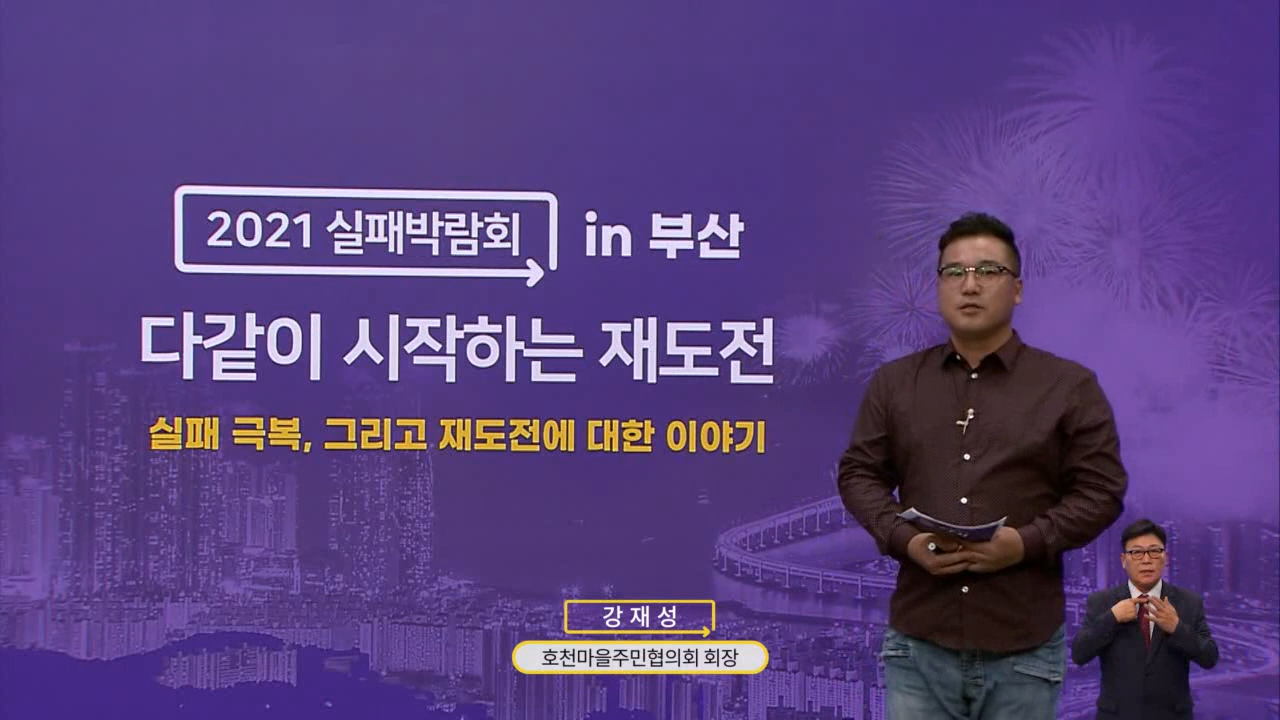 2021 실패박람회 in 부산
다같이 시작하는 재도전
실패 극복, 그리고 재도전에 대한 이야기
강재성
호천마을주민협의회 회장